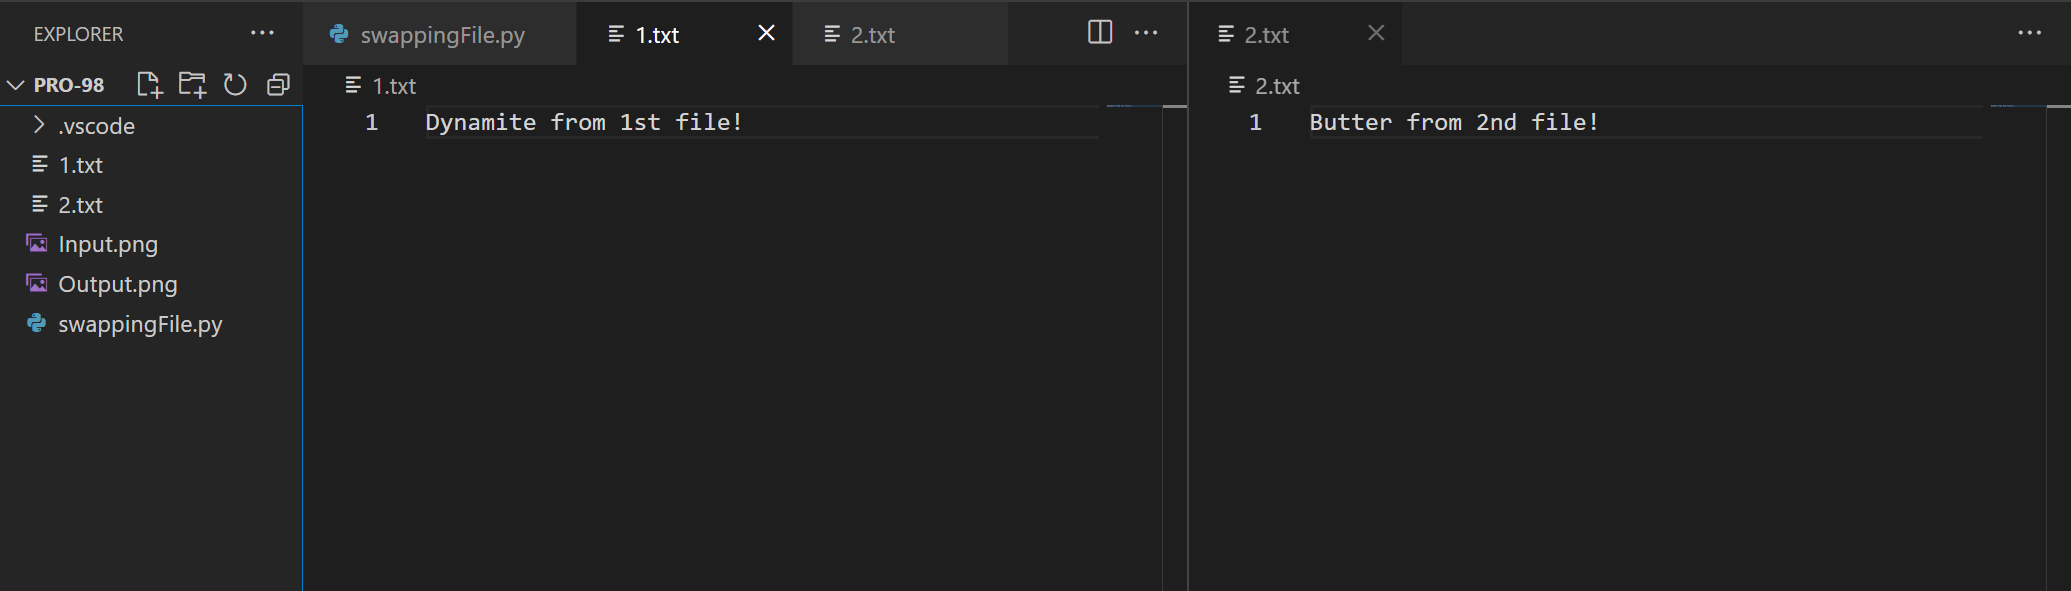 EXPLORER
PRO-98
.vscode
1.txt
2.txt
Input.png
Output.png
swappingFile.py
swappingFile.py
1.txt
2.txt
1.txt
1
Dynamite from 1st file!
2.txt
2.txt
1
Butter from 2nd file!